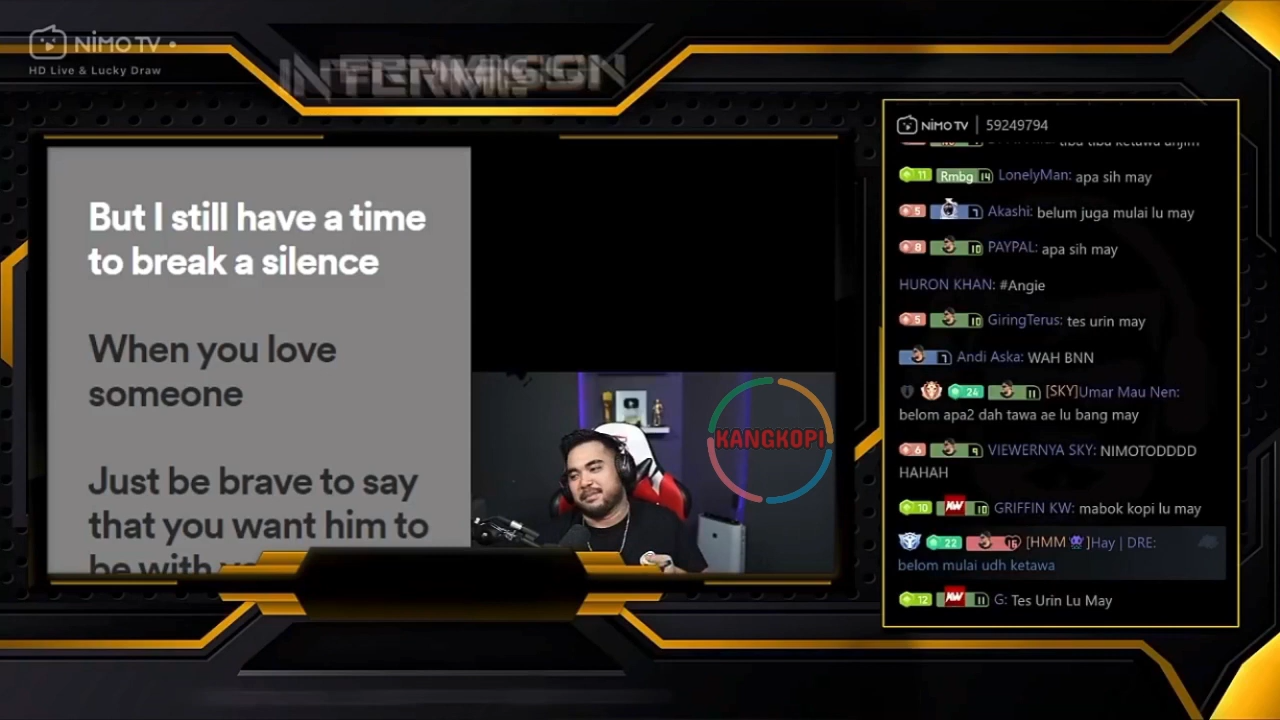 NIMO TV
HD Live & Lucky Draw
But I still have a time
to break a silence
When you love
someone
Just be brave to say
that you want him to
be with
KANGKOPI
NIMO TV | 59249794
11 Rmbg 14 LonelyMan: apa sih may
5 7 Akashi: belum juga mulai lu may
8 10 PAYPAL: apa sih may
HURON KHAN: #Angie
5 10 GiringTerus: tes urin may
7 Andi Aska: WAH BNN
24 11 [SKY]Umar Mau Nen:
belom apa2 dah tawa ae lu bang may
6 9 VIEWERNYA SKY: NIMOTODDDD
HAHAH
10 10 GRIFFIN KW: mabok kopi lu may
22 16 [HMM]Hay | DRE:
belom mulai udh ketawa
12 11 G: Tes Urin Lu May